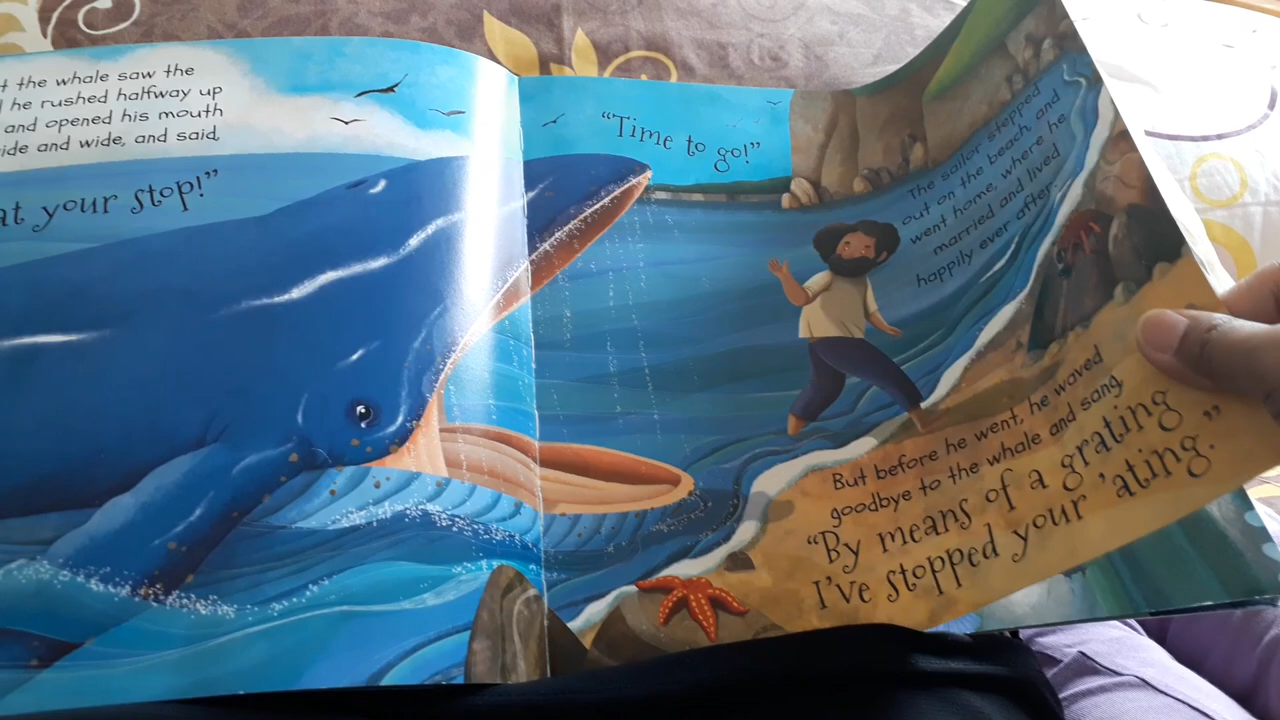 the whale saw the
he rushed halfway up
and opened his mouth
and wide, and said,
at your stop!”
“Time to go!”
The sailor stepped
out on the beach, and
went home, where he
married and lived
happily ever after.
But before he went, he waved
goodbye to the whale and sang,
“By means of a grating
I’ve stopped your ’ating.”